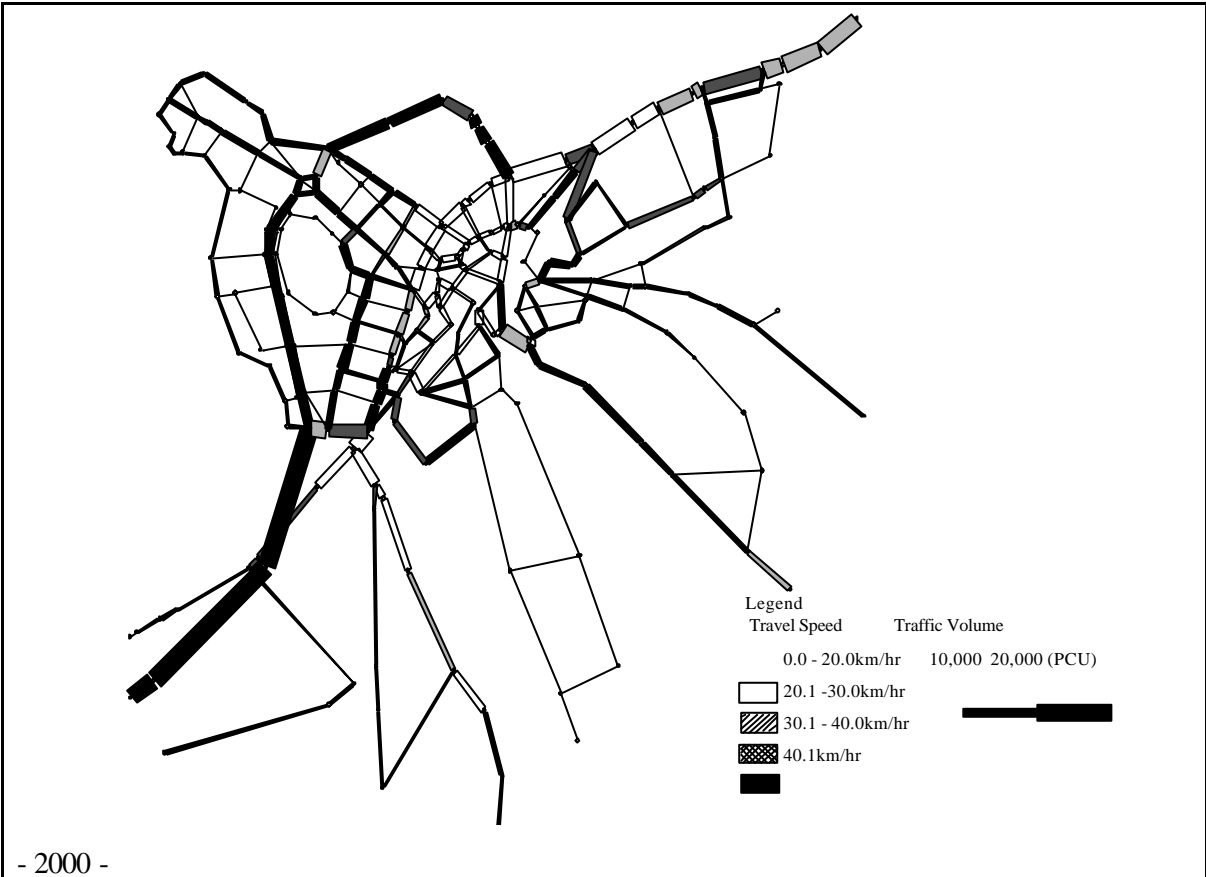 Legend
Travel Speed Traffic Volume
0.0 - 20.0km/hr 10,000 20,000 (PCU)
20.1 -30.0km/hr
30.1 - 40.0km/hr
40.1km/hr
- 2000 -